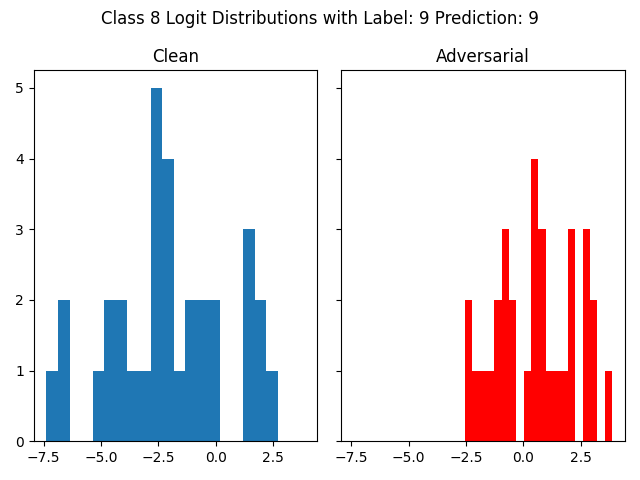 Class 8 Logit Distributions with Label: 9 Prediction: 9
Clean
Adversarial
5
4
3
2
1
0
−7.5 −5.0 −2.5 0.0 2.5
−7.5 −5.0 −2.5 0.0 2.5